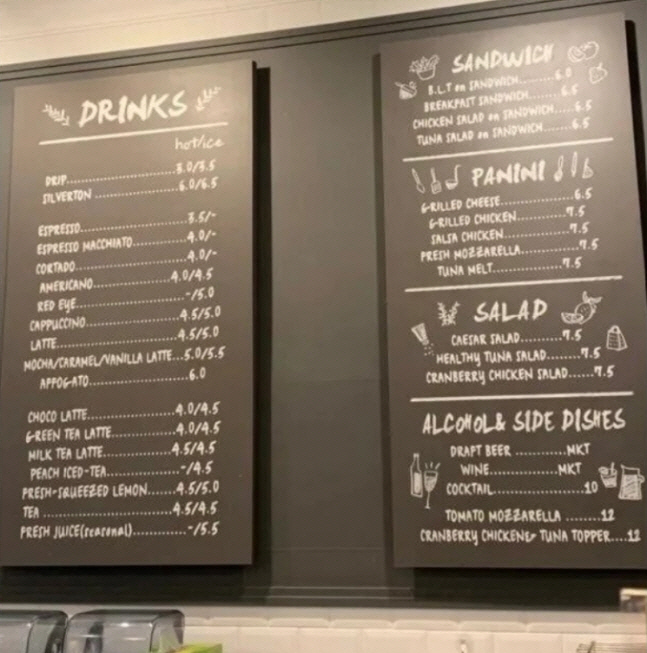 DRINKS
hot/ice
DRIP..............................3.0/3.5
SILVERTON .......................6.0/6.5
ESPRESSO.........................3.5/-
ESPRESSO MACCHIATO............4.0/-
CORTADO.........................4.0/-
AMERICANO....................4.0/4.5
RED EYE..........................-/5.0
CAPPUCCINO.....................4.5/5.0
LATTE.............................4.5/5.0
MOCHA/CARAMEL/VANILLA LATTE...5.0/5.5
AFFOGATO.......................6.0
CHOCO LATTE...................4.0/4.5
GREEN TEA LATTE................4.0/4.5
MILK TEA LATTE..............4.5/4.5
PEACH ICED-TEA................-/4.5
FRESH-SQUEEZED LEMON......4.5/5.0
TEA .............................4.5/4.5
FRESH JUICE(seasonal)..............-/5.5
SANDWICH
B.L.T on SANDWICH.........6.0
BREAKFAST SANDWICH........6.5
CHICKEN SALAD on SANDWICH.....6.5
TUNA SALAD on SANDWICH......6.5
PANINI
GRILLED CHEESE...............6.5
GRILLED CHICKEN............7.5
SALSA CHICKEN..............7.5
FRESH MOZZARELLA.........7.5
TUNA MELT..............7.5
SALAD
CAESAR SALAD.........7.5
HEALTHY TUNA SALAD.......7.5
CRANBERRY CHICKEN SALAD......7.5
ALCOHOL & SIDE DISHES
DRAFT BEER ............MKT
WINE..............MKT
COCKTAIL.....................10
TOMATO MOZZARELLA ........12
CRANBERRY CHICKEN& TUNA TOPPER....12